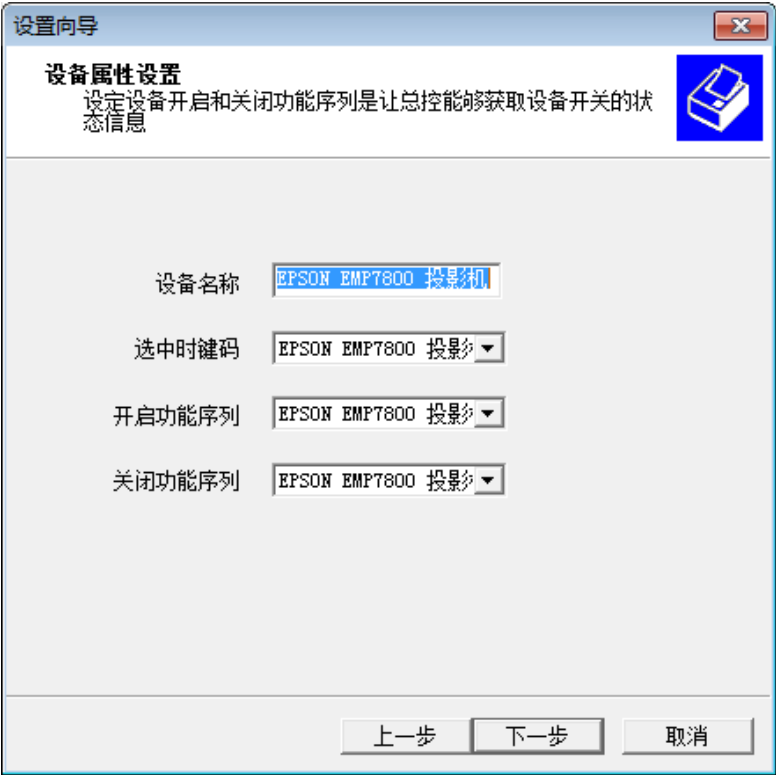 设置向导
设备属性设置
设定设备开启和关闭功能序列是让总控能够获取设备开关的状
态信息
设备名称 EPSON EMP7800 投影机
选中时键码 EPSON EMP7800 投影
开启功能序列 EPSON EMP7800 投影
关闭功能序列 EPSON EMP7800 投影
上一步 下一步 取消